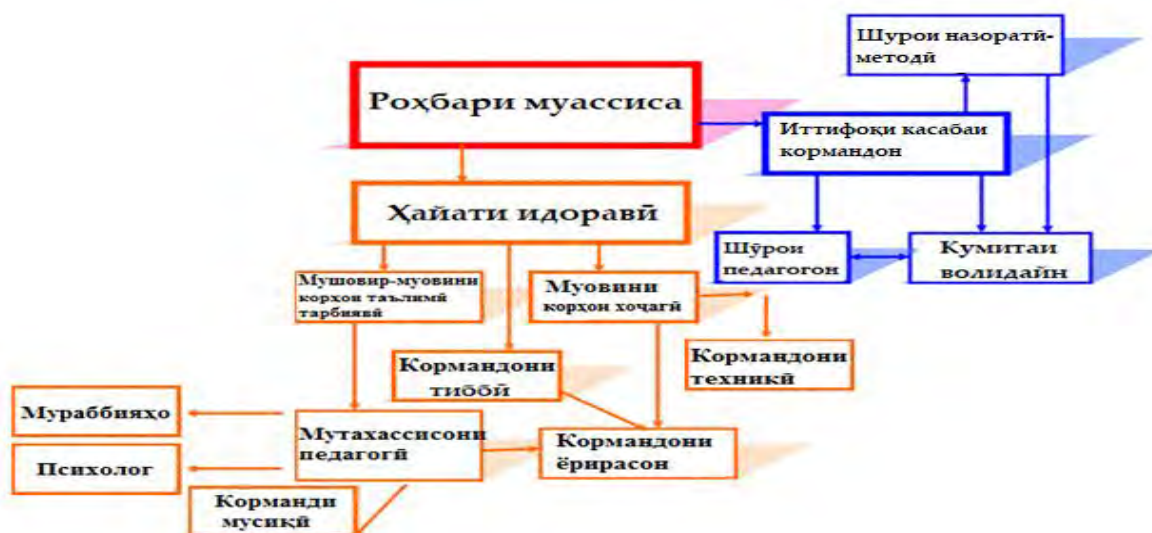 Шурои назоратӣ-
методӣ
Роҳбари муассиса
Иттифоқи касабаи
кормандон
Ҳайати идоравӣ
Шӯрои
педагогон
Кумитаи
волидайн
Мушовир-муовини
корҳои таълимӣ
тарбиявӣ
Муовини
корҳои хоҷагӣ
Кормандони
тиббӣ
Кормандони
техникӣ
Мураббияҳо
Мутахассисони
педагогӣ
Кормандони
ёрирасон
Психолог
Корманди
мусиқӣ